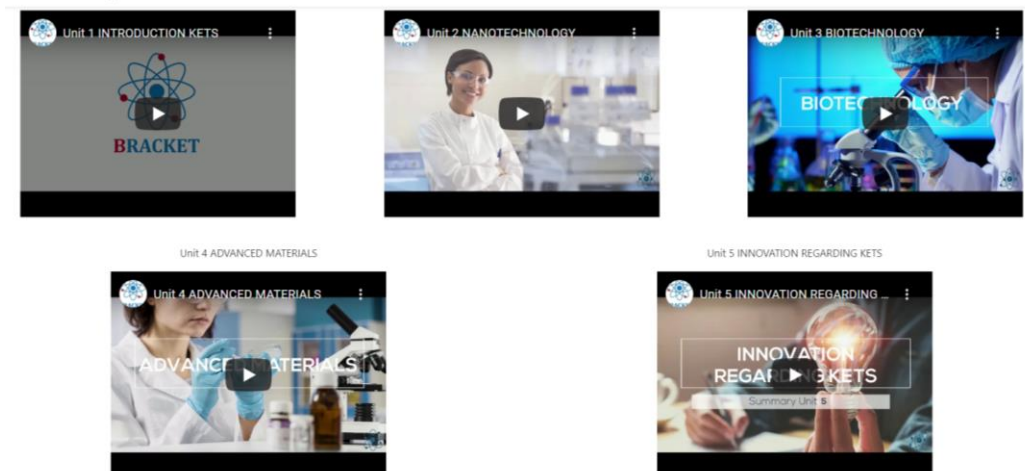 Unit 1 INTRODUCTION KETS
BRACKET
Unit 2 NANOTECHNOLOGY
Unit 3 BIOTECHNOLOGY
BIOTECHNOLOGY
Unit 4 ADVANCED MATERIALS
Unit 4 ADVANCED MATERIALS
ADVANCED MATERIALS
Unit 5 INNOVATION REGARDING KETS
Unit 5 INNOVATION REGARDING ...
INNOVATION
REGARDING KETS
Summary Unit 5